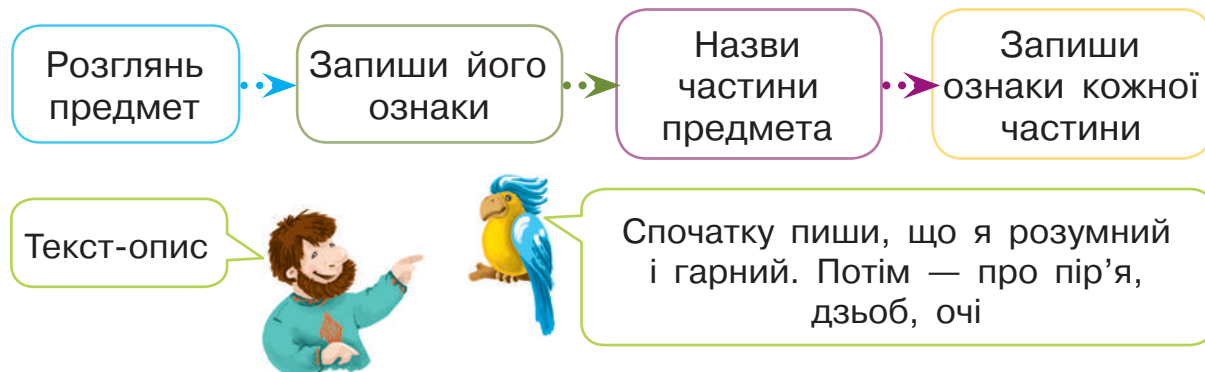 Розглянь
предмет
Запиши його
ознаки
Назви
частини
предмета
Запиши
ознаки кожної
частини
Текст-опис
Спочатку пиши, що я розумний
і гарний. Потім — про пір’я,
дзьоб, очі